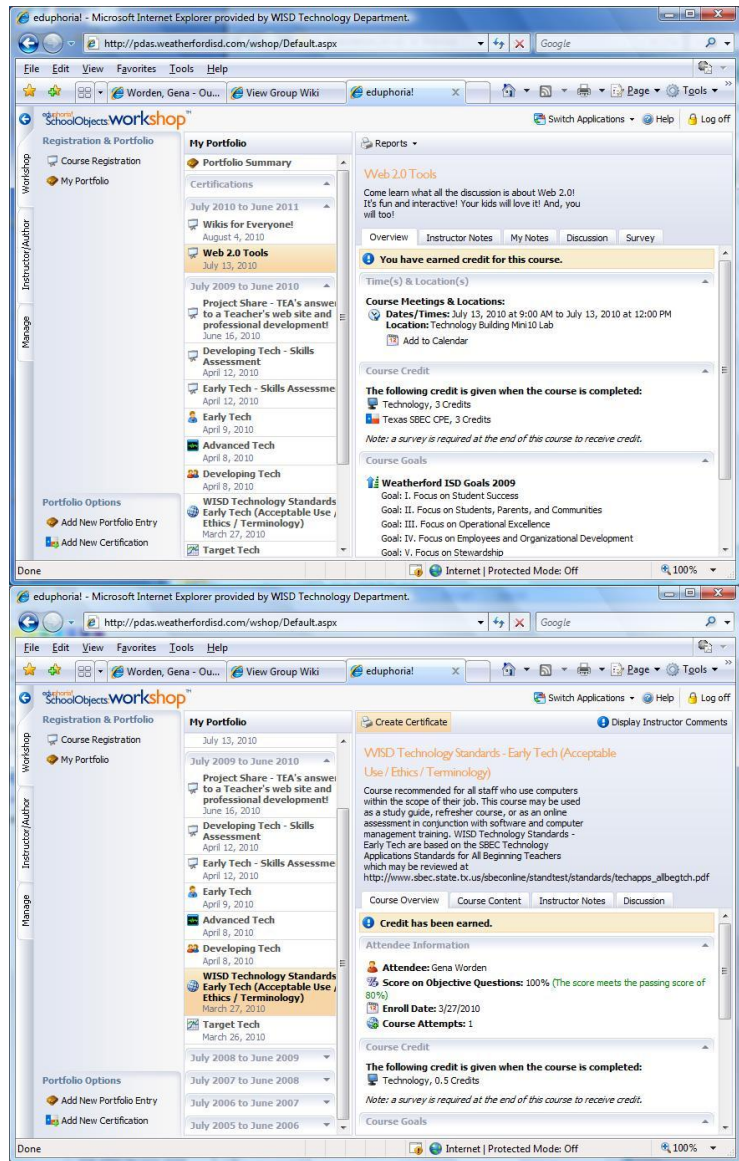 eduphoria! - Microsoft Internet Explorer provided by WISD Technology Department.
http://pdas.weatherfordisd.com/wshop/Default.aspx
Google
File Edit View Favorites Tools Help
Worden, Gena - Ou...
View Group Wiki
eduphoria!
Page
Tools
eduphoria!
SchoolObjects:workshop™
Switch Applications
Help
Log off
Workshop
Instructor/Author
Manage
Registration & Portfolio
Course Registration
My Portfolio
Portfolio Options
Add New Portfolio Entry
Add New Certification
My Portfolio
Portfolio Summary
Certifications
July 2010 to June 2011
Wikis for Everyone!
August 4, 2010
Web 2.0 Tools
July 13, 2010
July 2009 to June 2010
Project Share - TEA's answer
to a Teacher's web site and
professional development!
June 16, 2010
Developing Tech - Skills
Assessment
April 12, 2010
Early Tech - Skills Assessme
April 12, 2010
Early Tech
April 9, 2010
Advanced Tech
April 8, 2010
Developing Tech
April 8, 2010
WISD Technology Standards
Early Tech (Acceptable Use /
Ethics / Terminology)
March 27, 2010
Target Tech
Reports
Web 2.0 Tools
Come learn what all the discussion is about Web 2.0!
It's fun and interactive! Your kids will love it! And, you
will too!
Overview
Instructor Notes
My Notes
Discussion
Survey
You have earned credit for this course.
Time(s) & Location(s)
Course Meetings & Locations:
Dates/Times: July 13, 2010 at 9:00 AM to July 13, 2010 at 12:00 PM
Location: Technology Building Mini10 Lab
Add to Calendar
Course Credit
The following credit is given when the course is completed:
Technology, 3 Credits
Texas SBEC CPE, 3 Credits
Note: a survey is required at the end of this course to receive credit.
Course Goals
Weatherford ISD Goals 2009
Goal: I. Focus on Student Success
Goal: II. Focus on Students, Parents, and Communities
Goal: III. Focus on Operational Excellence
Goal: IV. Focus on Employees and Organizational Development
Goal: V. Focus on Stewardship
Done
Internet | Protected Mode: Off
100%
eduphoria! - Microsoft Internet Explorer provided by WISD Technology Department.
http://pdas.weatherfordisd.com/wshop/Default.aspx
Google
File Edit View Favorites Tools Help
Worden, Gena - Ou...
View Group Wiki
eduphoria!
Page
Tools
eduphoria!
SchoolObjects:workshop™
Switch Applications
Help
Log off
Workshop
Instructor/Author
Manage
Registration & Portfolio
Course Registration
My Portfolio
Portfolio Options
Add New Portfolio Entry
Add New Certification
My Portfolio
July 13, 2010
July 2009 to June 2010
Project Share - TEA's answer
to a Teacher's web site and
professional development!
June 16, 2010
Developing Tech - Skills
Assessment
April 12, 2010
Early Tech - Skills Assessme
April 12, 2010
Early Tech
April 9, 2010
Advanced Tech
April 8, 2010
Developing Tech
April 8, 2010
WISD Technology Standards
Early Tech (Acceptable Use /
Ethics / Terminology)
March 27, 2010
Target Tech
March 26, 2010
July 2008 to June 2009
July 2007 to June 2008
July 2006 to June 2007
July 2005 to June 2006
Create Certificate
Display Instructor Comments
WISD Technology Standards - Early Tech (Acceptable
Use / Ethics / Terminology)
Course recommended for all staff who use computers
within the scope of their job. This course may be used
as a study guide, refresher course, or as an online
assessment in conjunction with software and computer
management training. WISD Technology Standards -
Early Tech are based on the SBEC Technology
Applications Standards for All Beginning Teachers
which may be reviewed at
http://www.sbec.state.tx.us/sbeconline/standtest/standards/techapps_allbegtch.pdf
Course Overview
Course Content
Instructor Notes
Discussion
Credit has been earned.
Attendee Information
Attendee: Gena Worden
Score on Objective Questions: 100% (The score meets the passing score of
80%)
Enroll Date: 3/27/2010
Course Attempts: 1
Course Credit
The following credit is given when the course is completed:
Technology, 0.5 Credits
Note: a survey is required at the end of this course to receive credit.
Course Goals
Done
Internet | Protected Mode: Off
100%